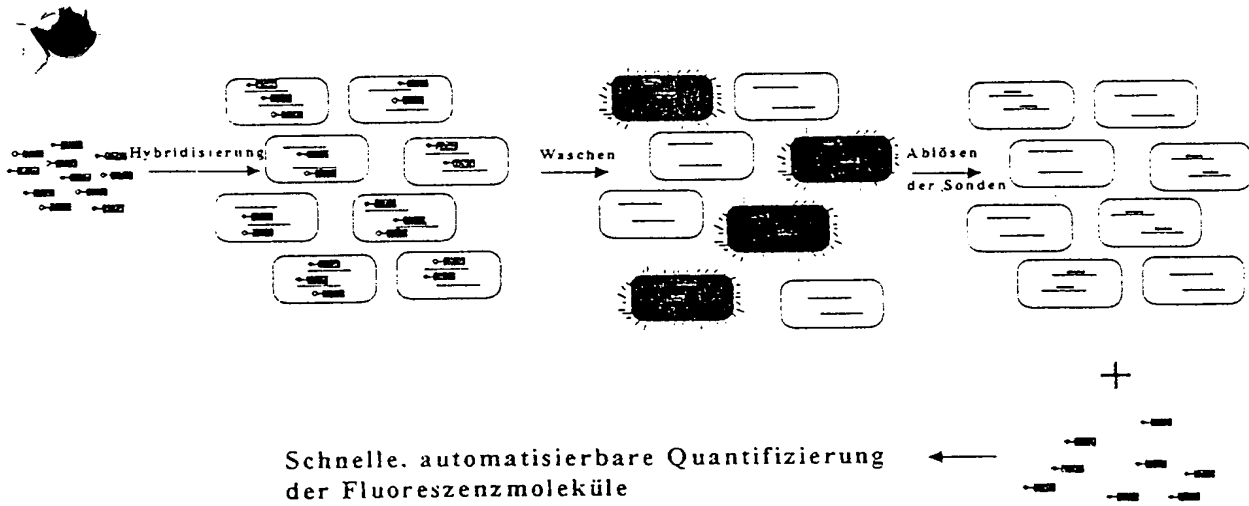 Hybridisierung
Waschen
Ablösen
der Sonden
+
Schnelle. automatisierbare Quantifizierung
der Fluoreszenzmoleküle